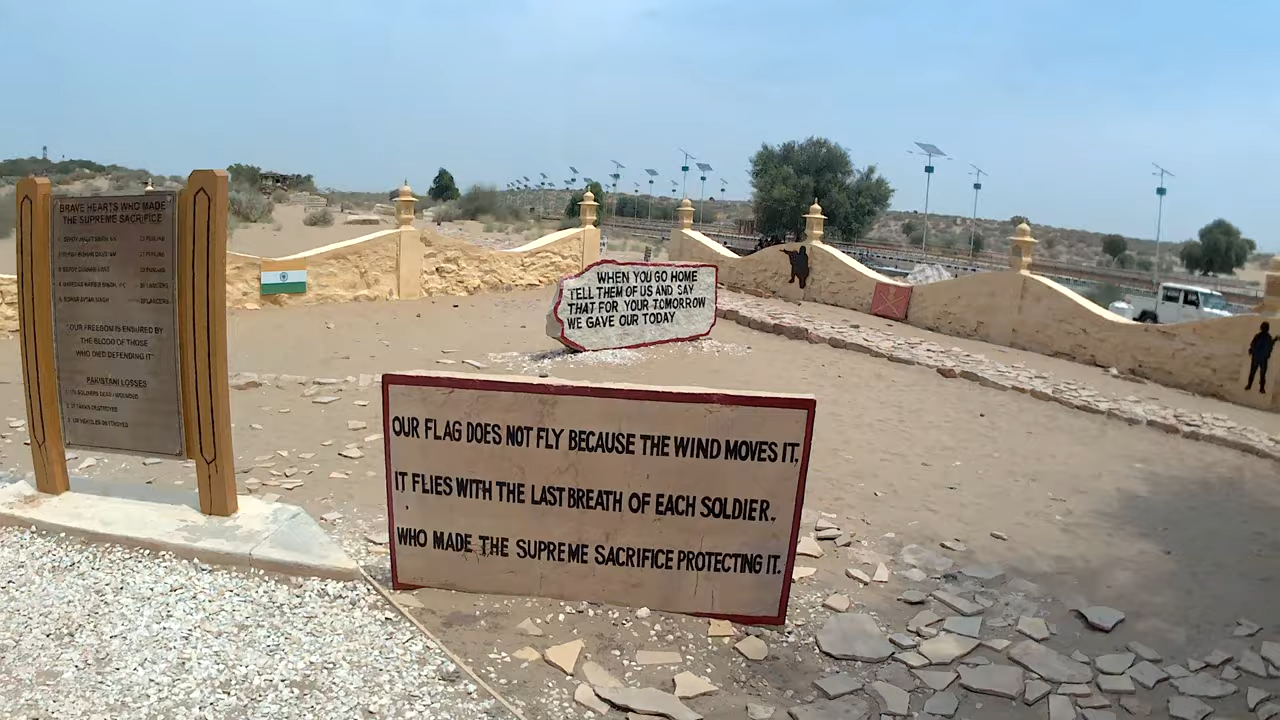 BRAVE HEARTS WHO MADE
THE SUPREME SACRIFICE
"OUR FREEDOM IS ENSURED BY
THE BLOOD OF THOSE
WHO DIED DEFENDING IT"
PAKISTANI LOSSES
WHEN YOU GO HOME
TELL THEM OF US AND SAY
THAT FOR YOUR TOMORROW
WE GAVE OUR TODAY
OUR FLAG DOES NOT FLY BECAUSE THE WIND MOVES IT,
IT FLIES WITH THE LAST BREATH OF EACH SOLDIER.
WHO MADE THE SUPREME SACRIFICE PROTECTING IT.